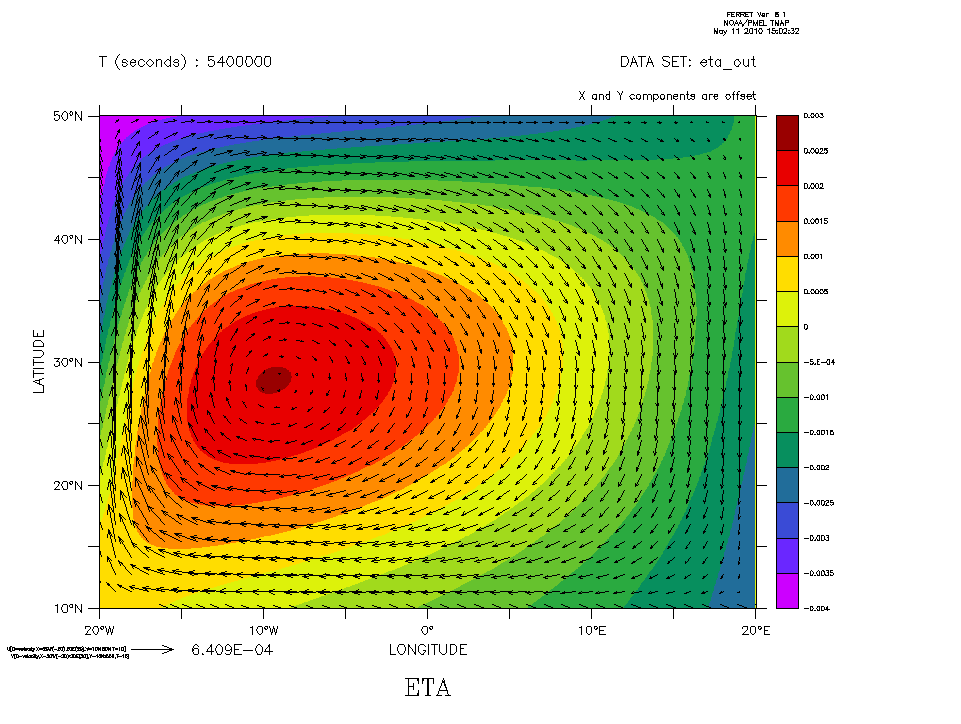 FERRET Ver 6.1
NOAA/PMEL TMAP
May 11 2010 15:02:32
T (seconds) : 5400000
DATA SET: eta_out
X and Y components are offset
50°N
40°N
30°N
20°N
10°N
LATITUDE
20°W
10°W
0°
10°E
20°E
LONGITUDE
0.003
0.0025
0.002
0.0015
0.001
0.0005
0
-5.E-04
-0.001
-0.0015
-0.002
-0.0025
-0.003
-0.0035
-0.004
6.409E-04
ETA